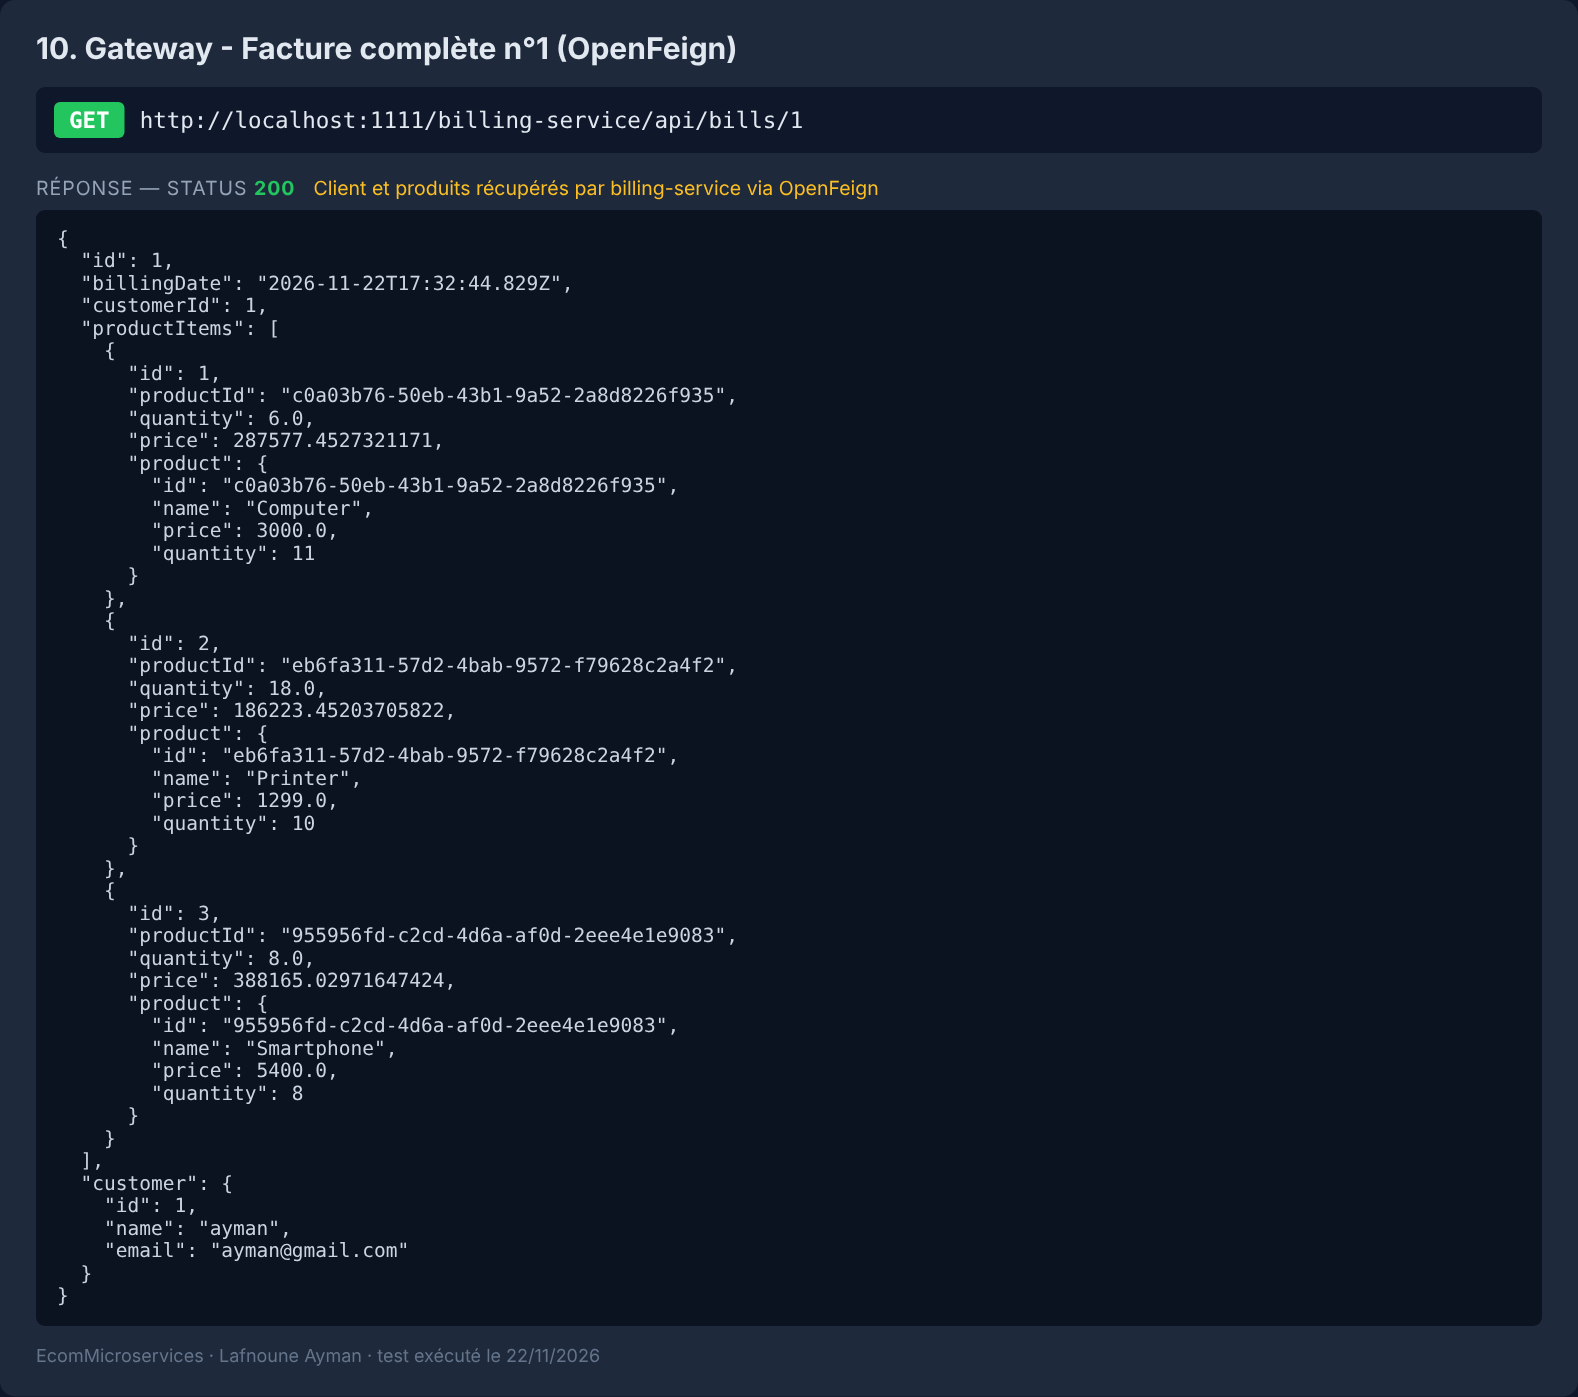 10. Gateway - Facture complète n°1 (OpenFeign)
GET http://localhost:1111/billing-service/api/bills/1
RÉPONSE — STATUS 200 Client et produits récupérés par billing-service via OpenFeign
{
  "id": 1,
  "billingDate": "2026-11-22T17:32:44.829Z",
  "customerId": 1,
  "productItems": [
    {
      "id": 1,
      "productId": "c0a03b76-50eb-43b1-9a52-2a8d8226f935",
      "quantity": 6.0,
      "price": 287577.4527321171,
      "product": {
        "id": "c0a03b76-50eb-43b1-9a52-2a8d8226f935",
        "name": "Computer",
        "price": 3000.0,
        "quantity": 11
      }
    },
    {
      "id": 2,
      "productId": "eb6fa311-57d2-4bab-9572-f79628c2a4f2",
      "quantity": 18.0,
      "price": 186223.45203705822,
      "product": {
        "id": "eb6fa311-57d2-4bab-9572-f79628c2a4f2",
        "name": "Printer",
        "price": 1299.0,
        "quantity": 10
      }
    },
    {
      "id": 3,
      "productId": "955956fd-c2cd-4d6a-af0d-2eee4e1e9083",
      "quantity": 8.0,
      "price": 388165.02971647424,
      "product": {
        "id": "955956fd-c2cd-4d6a-af0d-2eee4e1e9083",
        "name": "Smartphone",
        "price": 5400.0,
        "quantity": 8
      }
    }
  ],
  "customer": {
    "id": 1,
    "name": "ayman",
    "email": "ayman@gmail.com"
  }
}
EcomMicroservices · Lafnoune Ayman · test exécuté le 22/11/2026